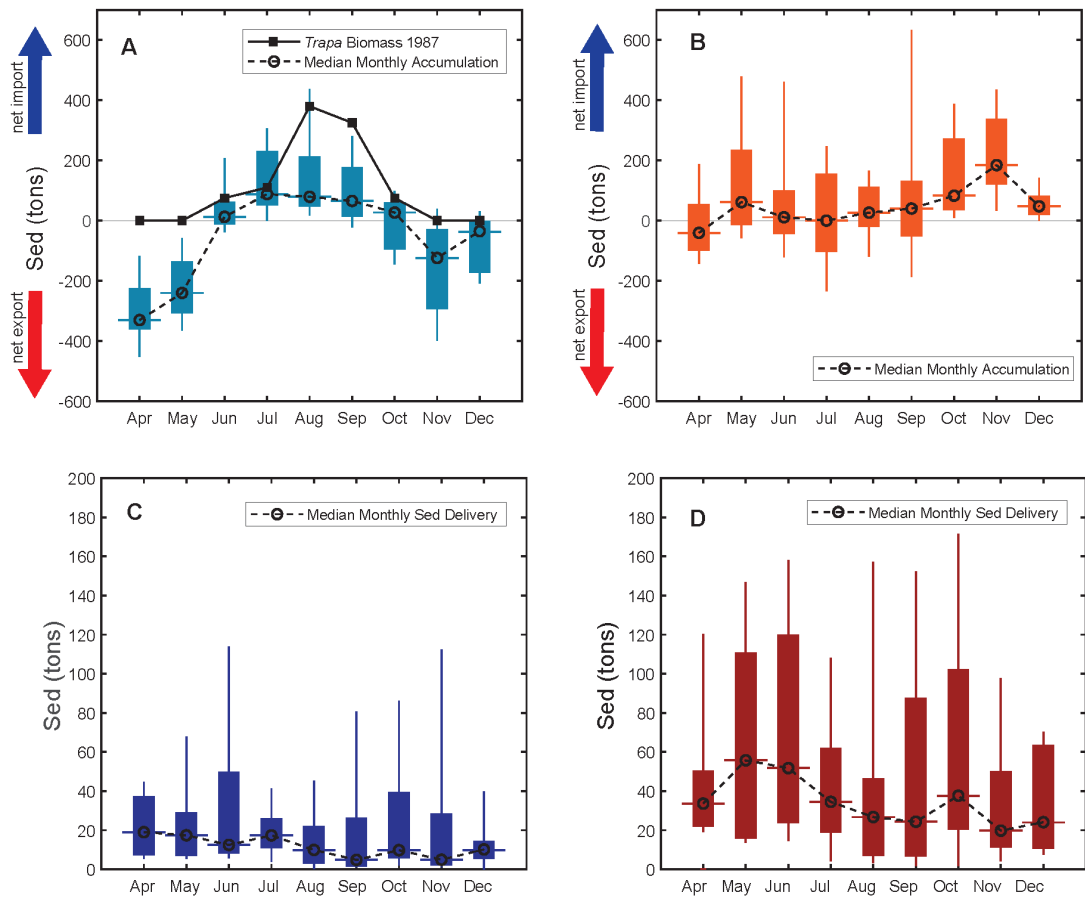 A
Trapa Biomass 1987
Median Monthly Accumulation
net import
Sed (tons)
net export
600
400
200
0
-200
-400
-600
Apr May Jun Jul Aug Sep Oct Nov Dec
B
Median Monthly Accumulation
net import
Sed (tons)
net export
600
400
200
0
-200
-400
-600
Apr May Jun Jul Aug Sep Oct Nov Dec
C
Median Monthly Sed Delivery
Sed (tons)
200
180
160
140
120
100
80
60
40
20
0
Apr May Jun Jul Aug Sep Oct Nov Dec
D
Median Monthly Sed Delivery
Sed (tons)
200
180
160
140
120
100
80
60
40
20
0
Apr May Jun Jul Aug Sep Oct Nov Dec